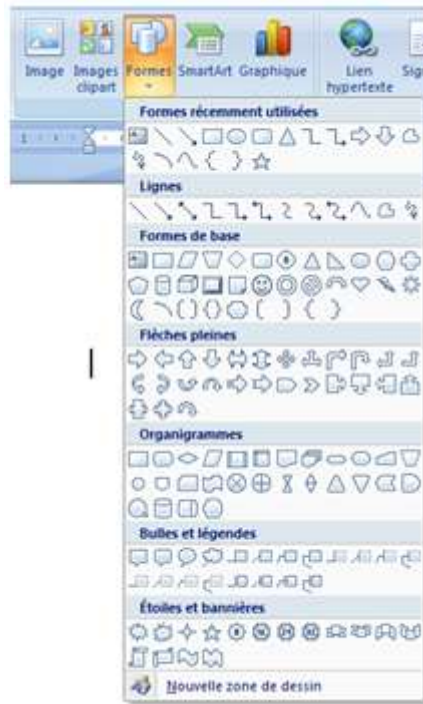 Image Images clipart Formes SmartArt Graphique Lien hypertexte Sig
Formes récemment utilisées
Lignes
Formes de base
Flèches pleines
Organigrammes
Bulles et légendes
Étoiles et bannières
Nouvelle zone de dessin